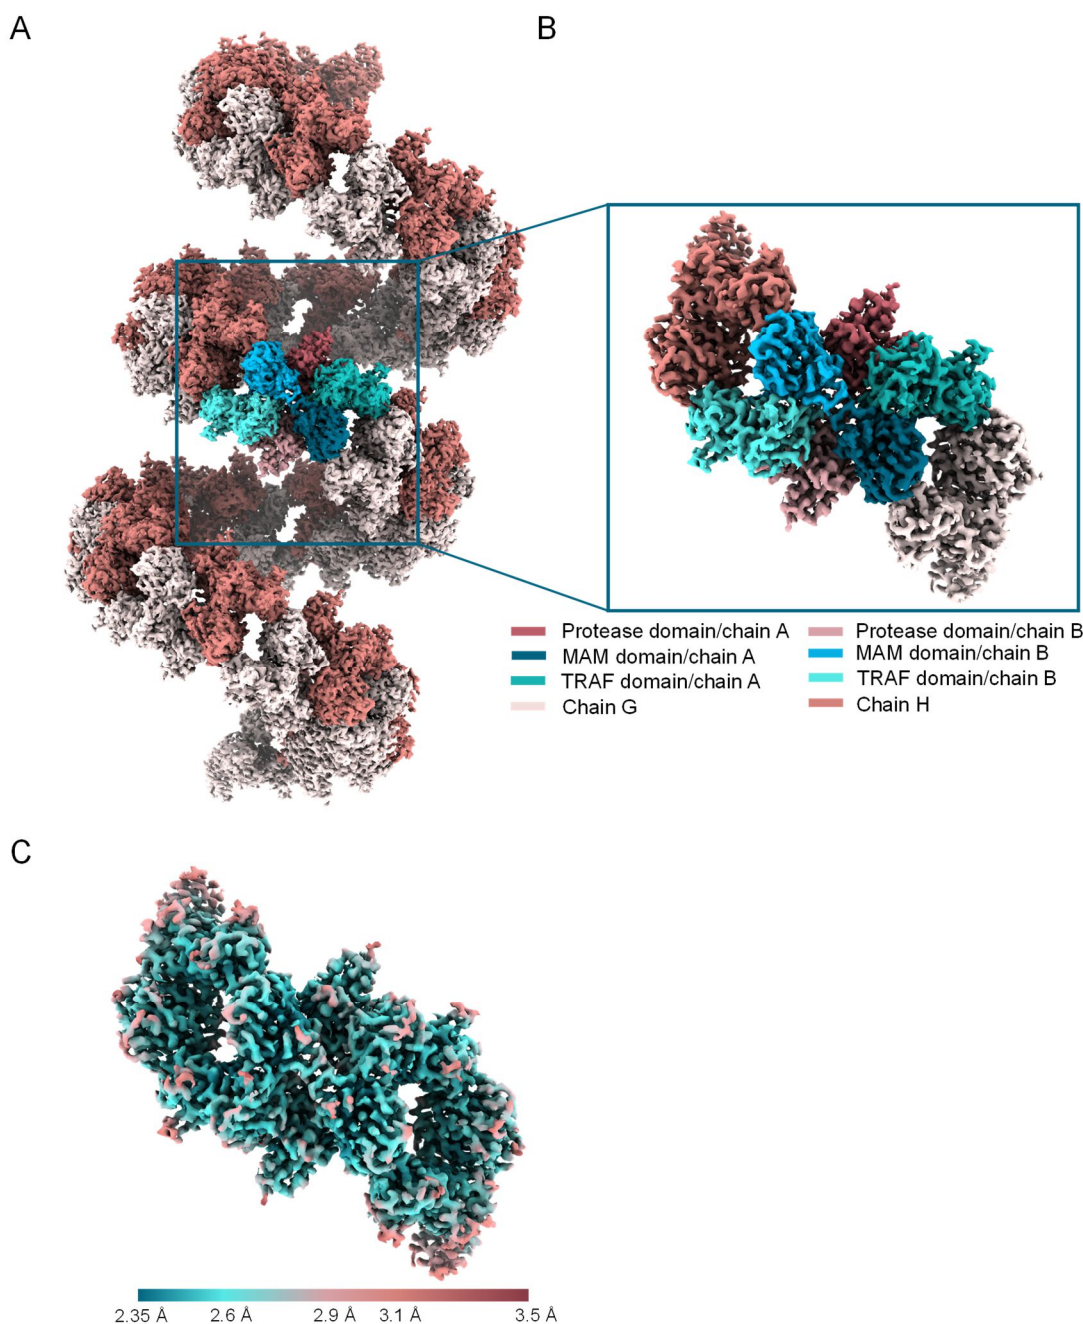 A
B
Protease domain/chain A
Protease domain/chain B
MAM domain/chain A
MAM domain/chain B
TRAF domain/chain A
TRAF domain/chain B
Chain G
Chain H
C
2.35 Å 2.6 Å 2.9 Å 3.1 Å 3.5 Å